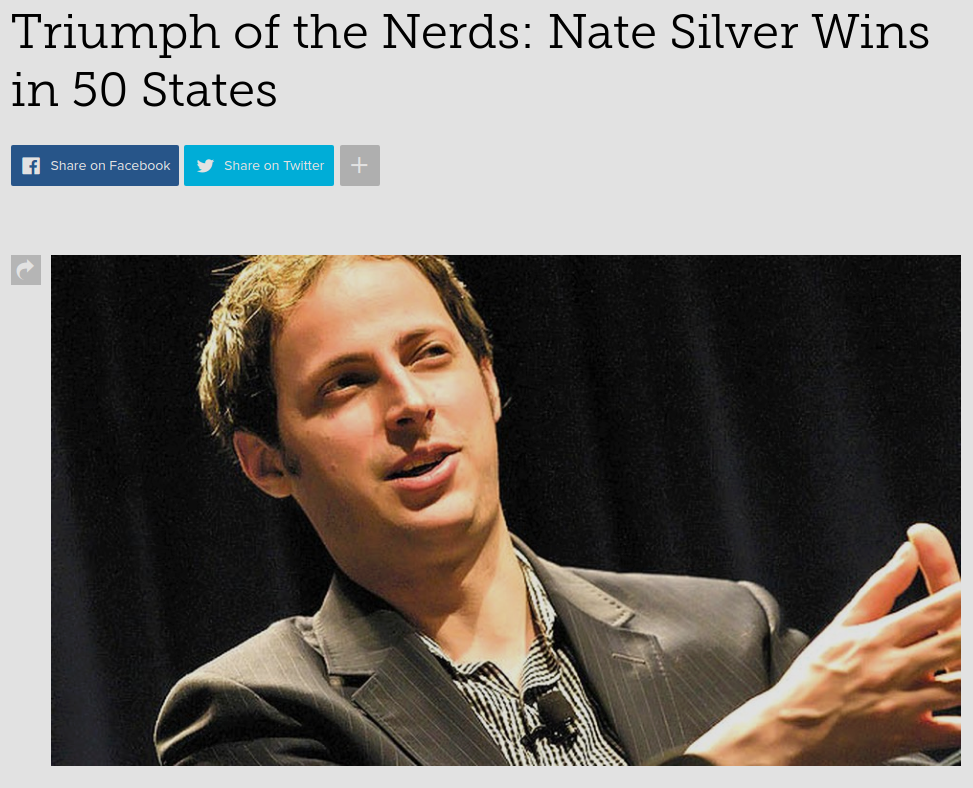 Triumph of the Nerds: Nate Silver Wins
in 50 States
Share on Facebook
Share on Twitter